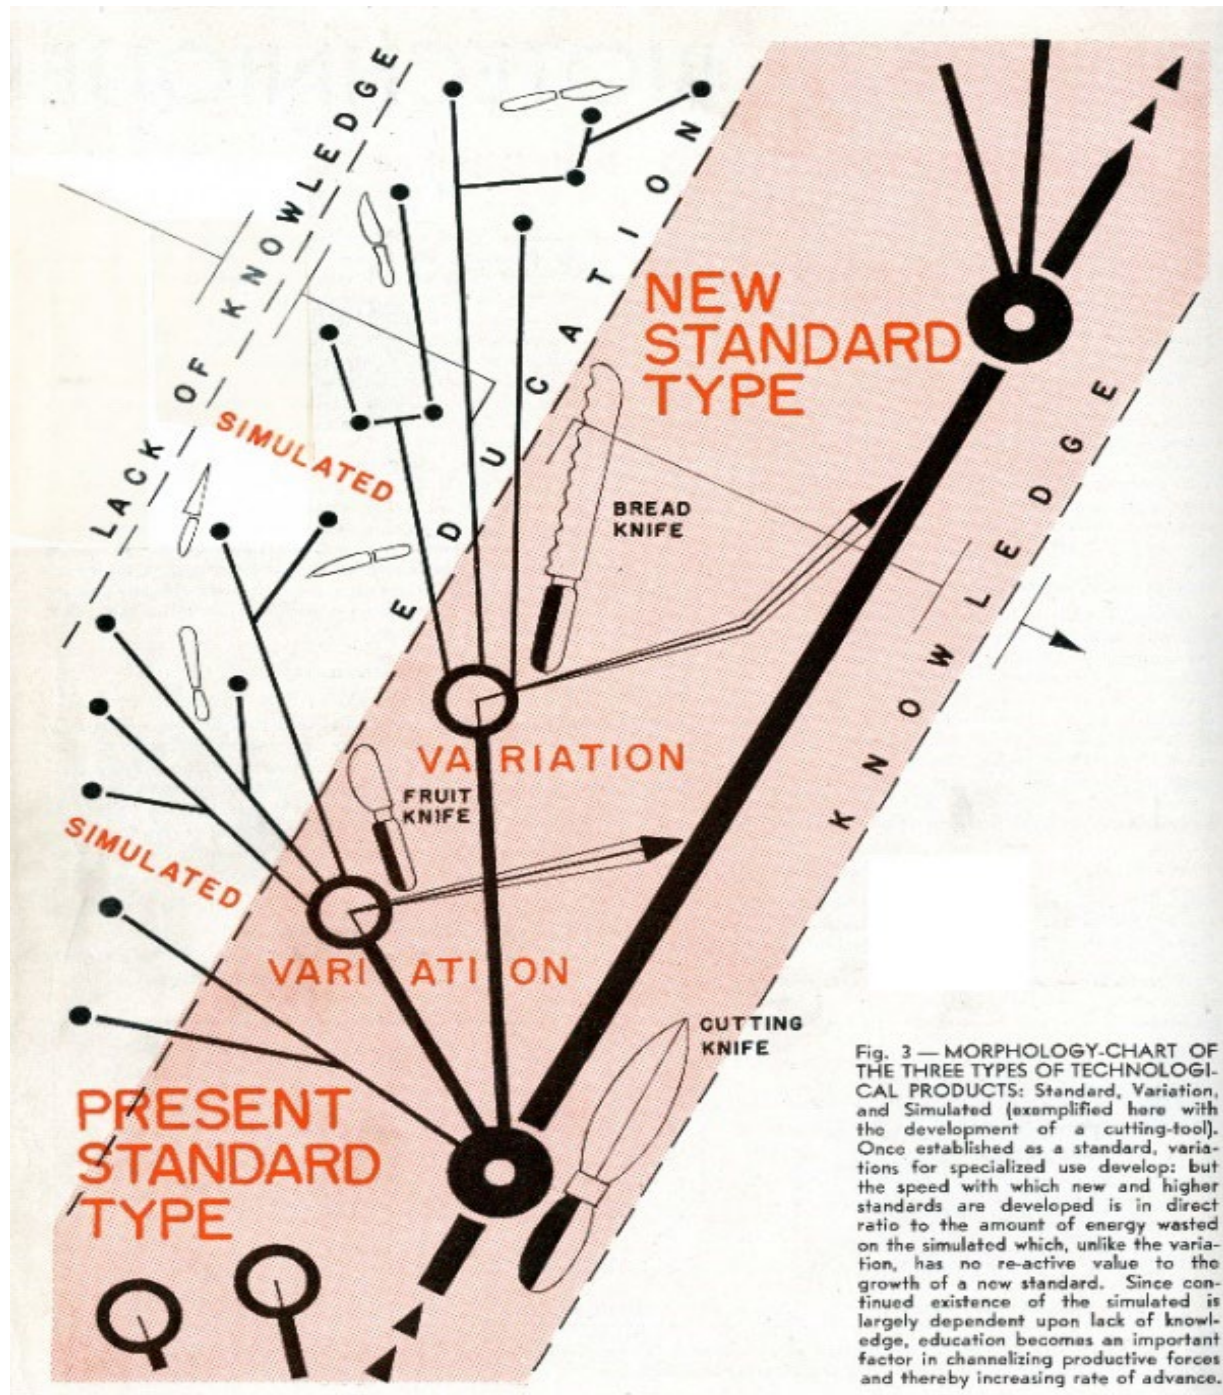 LACK OF KNOWLEDGE
EDUCATION
NEW
STANDARD
TYPE
SIMULATED
BREAD
KNIFE
KNOWLEDGE
VARIATION
FRUIT
KNIFE
SIMULATED
VARIATION
CUTTING
KNIFE
PRESENT
STANDARD
TYPE
Fig. 3 — MORPHOLOGY-CHART OF
THE THREE TYPES OF TECHNOLOGI-
CAL PRODUCTS: Standard, Variation,
and Simulated (exemplified here with
the development of a cutting-tool).
Once established as a standard, varia-
tions for specialized use develop: but
the speed with which new and higher
standards are developed is in direct
ratio to the amount of energy wasted
on the simulated which, unlike the varia-
tion, has no re-active value to the
growth of a new standard. Since con-
tinued existence of the simulated is
largely dependent upon lack of knowl-
edge, education becomes an important
factor in channelizing productive forces
and thereby increasing rate of advance.